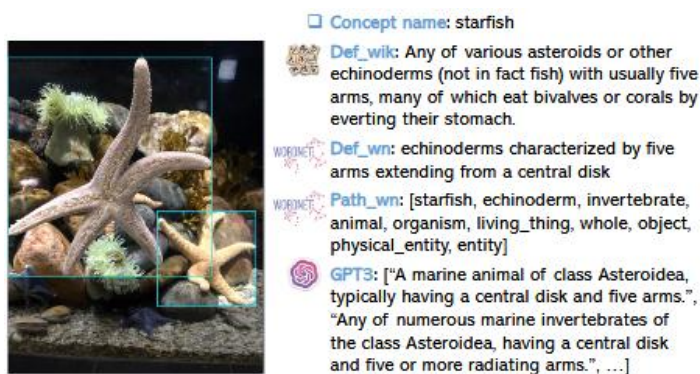 Concept name: starfish
Def_wik: Any of various asteroids or other
echinoderms (not in fact fish) with usually five
arms, many of which eat bivalves or corals by
everting their stomach.
WORDNET
Def_wn: echinoderms characterized by five
arms extending from a central disk
WORDNET
Path_wn: [starfish, echinoderm, invertebrate,
animal, organism, living_thing, whole, object,
physical_entity, entity]
GPT3: [“A marine animal of class Asteroidea,
typically having a central disk and five arms.”,
“Any of numerous marine invertebrates of
the class Asteroidea, having a central disk
and five or more radiating arms.”, …]